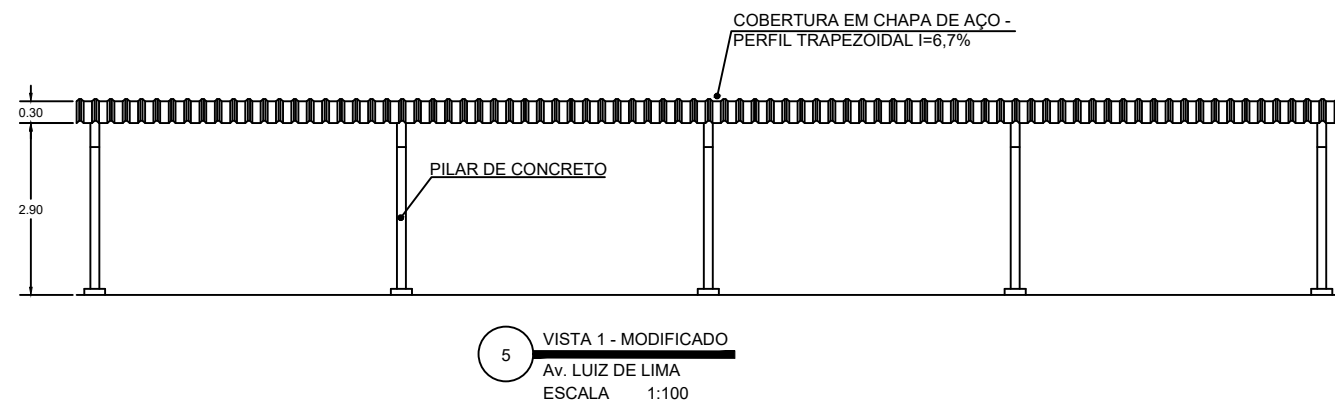 COBERTURA EM CHAPA DE AÇO -
PERFIL TRAPEZOIDAL I=6,7%
0.30
PILAR DE CONCRETO
2.90
5
VISTA 1 - MODIFICADO
Av. LUIZ DE LIMA
ESCALA 1:100